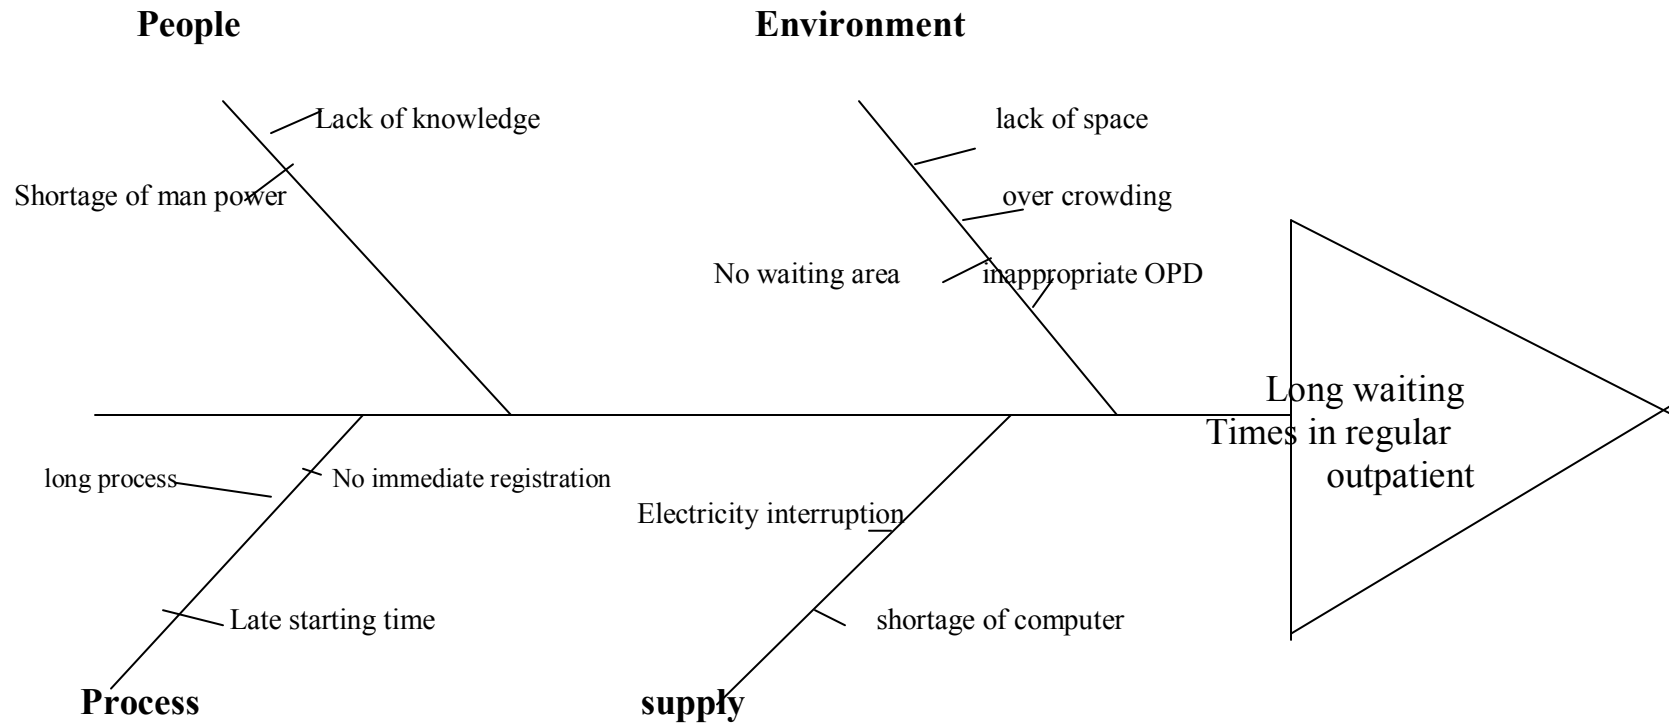 People
Environment
Lack of knowledge
lack of space
Shortage of man power
over crowding
No waiting area
inappropriate OPD
Long waiting
Times in regular
outpatient
long process
No immediate registration
Electricity interruption
Late starting time
shortage of computer
Process
supply